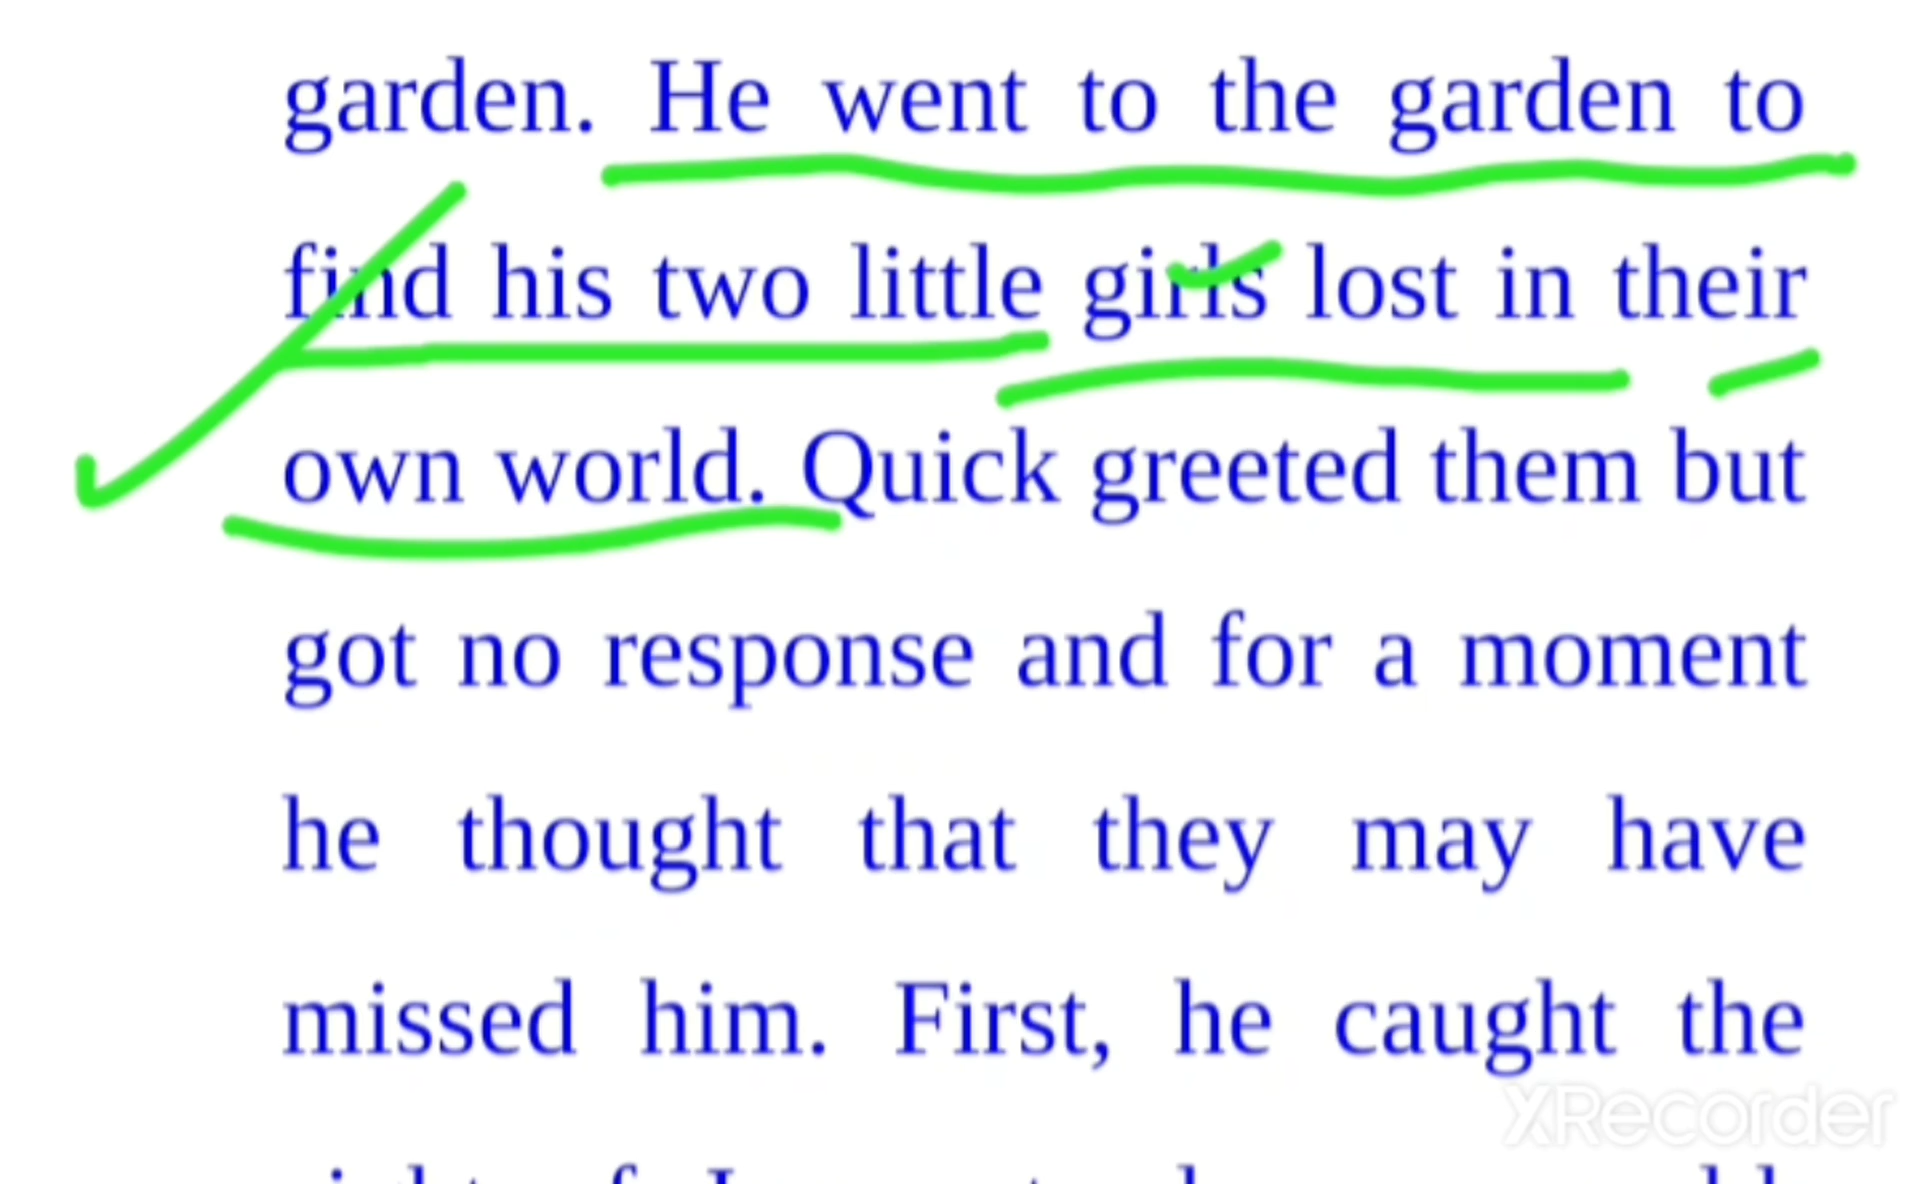 garden. He went to the garden to
find his two little girls lost in their
own world. Quick greeted them but
got no response and for a moment
he thought that they may have
missed him. First, he caught the
XRecorder